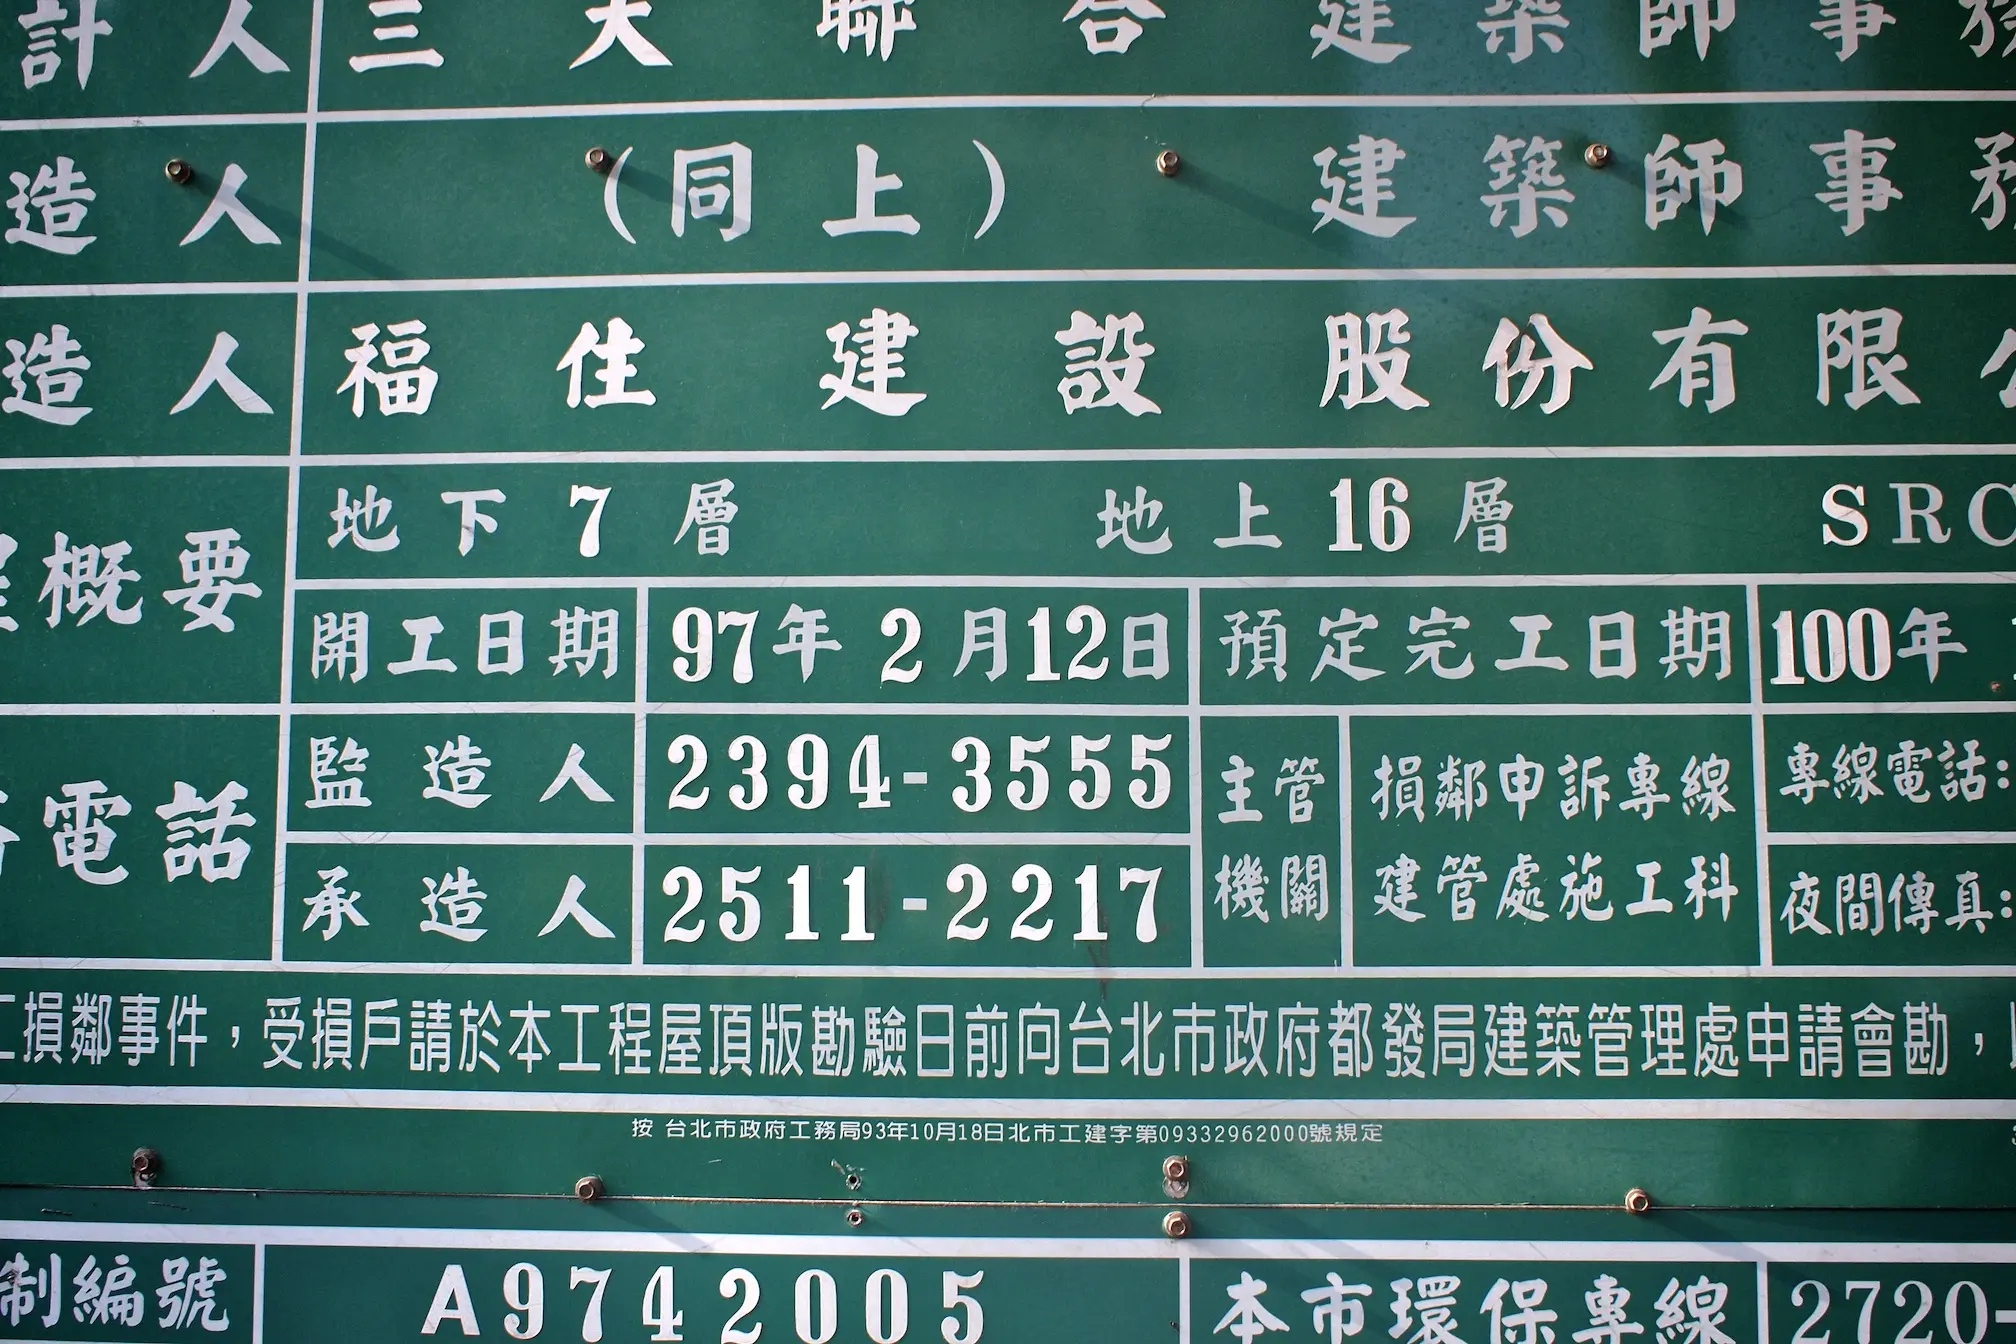 計人 三大聯合建築師事務
造人 (同上) 建築師事務
造人 福住建設股份有限公
程概要 地下7層 地上16層 SRC
開工日期 97年2月12日 預定完工日期 100年
電話 監造人 2394-3555 主管機關 損鄰申訴專線 專線電話:
承造人 2511-2217 建管處施工科 夜間傳真:
工損鄰事件，受損戶請於本工程屋頂版勘驗日前向台北市政府都發局建築管理處申請會勘，
按 台北市政府工務局93年10月18日北市工建字第09332962000號規定
制編號 A9742005 本市環保專線 2720-